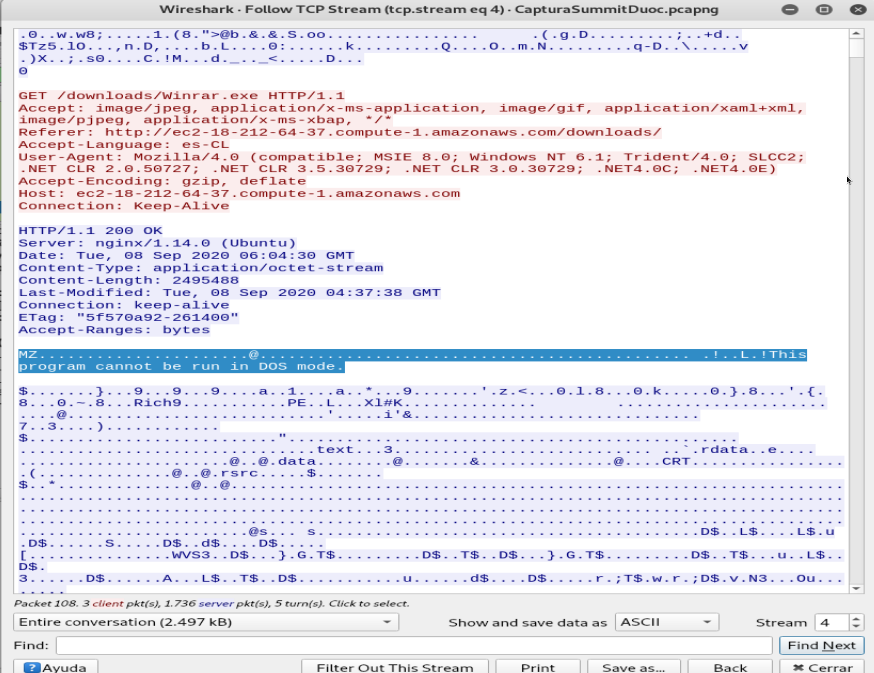 Wireshark - Follow TCP Stream (tcp.stream eq 4) - CapturaSummitDuoc.pcapng
.0..w.w8;.....1.(8.">@b.&.&.S.oo................ .(.g.D.........;..+d..
$Tz5.lO...,n.D,....b.L....0:......k.........Q....O..m.N.........q-D..\.....v
.)X..;.s0....C.!M...d._.._<.....D...
0
GET /downloads/Winrar.exe HTTP/1.1
Accept: image/jpeg, application/x-ms-application, image/gif, application/xaml+xml,
image/pjpeg, application/x-ms-xbap, */*
Referer: http://ec2-18-212-64-37.compute-1.amazonaws.com/downloads/
Accept-Language: es-CL
User-Agent: Mozilla/4.0 (compatible; MSIE 8.0; Windows NT 6.1; Trident/4.0; SLCC2;
.NET CLR 2.0.50727; .NET CLR 3.5.30729; .NET CLR 3.0.30729; .NET4.0C; .NET4.0E)
Accept-Encoding: gzip, deflate
Host: ec2-18-212-64-37.compute-1.amazonaws.com
Connection: Keep-Alive
HTTP/1.1 200 OK
Server: nginx/1.14.0 (Ubuntu)
Date: Tue, 08 Sep 2020 06:04:30 GMT
Content-Type: application/octet-stream
Content-Length: 2495488
Last-Modified: Tue, 08 Sep 2020 04:37:38 GMT
Connection: keep-alive
ETag: "5f570a92-261400"
Accept-Ranges: bytes
MZ......................@....................................... .!..L.!This
program cannot be run in DOS mode.
$.......}...9...9...9....a..1....a..*...9.......'.z.<...0.l.8...0.k.....0.}.8...'.{.
8...0.~.8...Rich9...........PE..L...Xl#K..............
....@..........................'.....i'&
7..3....)............
$.........................."
.text...3 ..`.rdata..e....
.@..@.data........@.......&..............@....CRT
.(..............@..@.rsrc.....$.......
$..*..............@..@
@s.... s. D$..L$....L$.u
.D$......S.....D$..d$....D$.....
[..............WVS3..D$...}.G.T$.........D$..T$..D$...}.G.T$.........D$..T$...u..L$..
D$.
3......D$......A...L$..T$..D$...........u......d$....D$.....r.;T$.w.r.;D$.v.N3...Ou...
Packet 108. 3 client pkt(s), 1.736 server pkt(s), 5 turn(s). Click to select.
Entire conversation (2.497 kB) Show and save data as ASCII Stream 4
Find: Find Next
?Ayuda Filter Out This Stream Print Save as... Back Cerrar